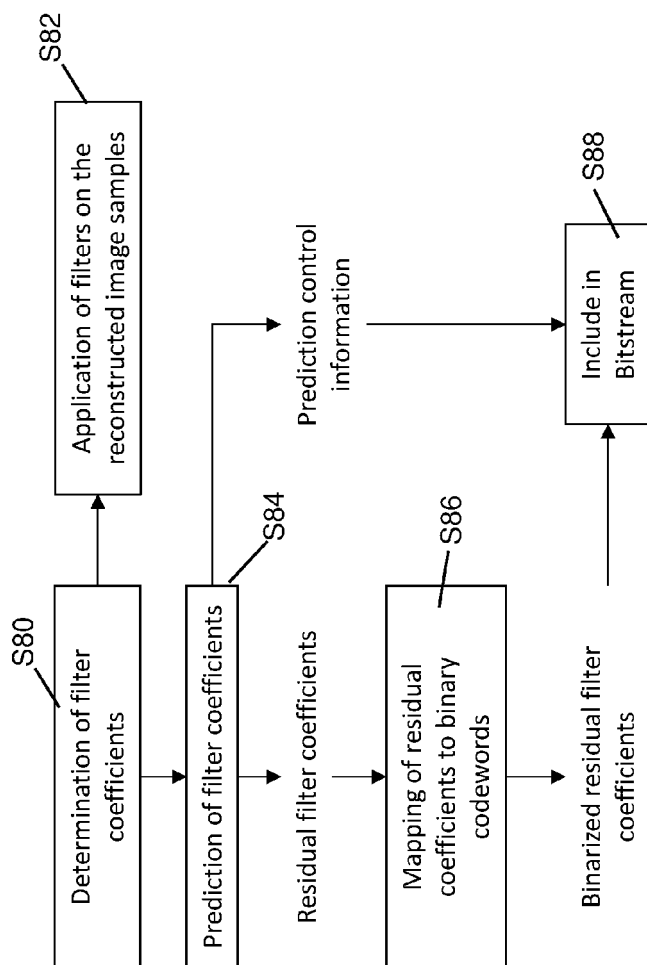 S80
Determination of filter
coefficients
S82
Application of filters on the
reconstructed image samples
S84
Prediction of filter coefficients
Prediction control
information
Residual filter coefficients
S86
Mapping of residual
coefficients to binary
codewords
S88
Include in
Bitstream
Binarized residual filter
coefficients